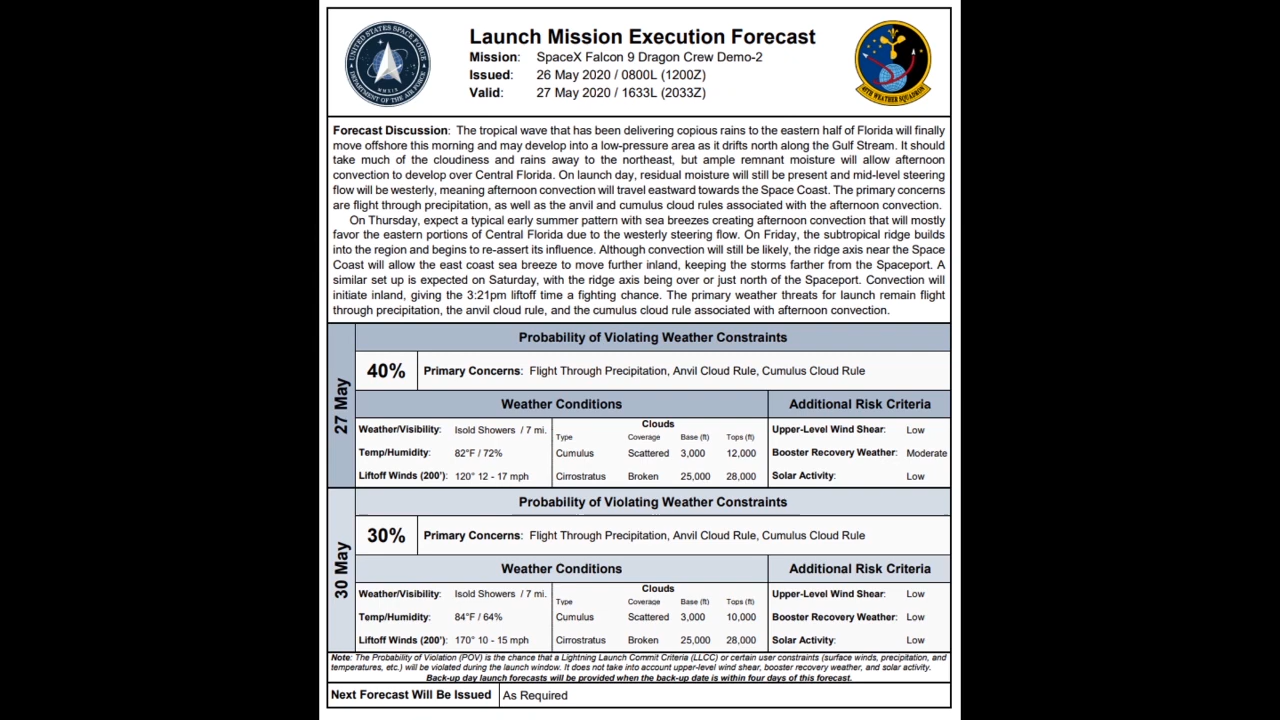 Launch Mission Execution Forecast
Mission: SpaceX Falcon 9 Dragon Crew Demo-2
Issued: 26 May 2020 / 0800L (1200Z)
Valid: 27 May 2020 / 1633L (2033Z)
UNITED STATES SPACE FORCE
DEPARTMENT OF THE AIR FORCE
MMXIX
45TH WEATHER SQUADRON
Forecast Discussion: The tropical wave that has been delivering copious rains to the eastern half of Florida will finally
move offshore this morning and may develop into a low-pressure area as it drifts north along the Gulf Stream. It should
take much of the cloudiness and rains away to the northeast, but ample remnant moisture will allow afternoon
convection to develop over Central Florida. On launch day, residual moisture will still be present and mid-level steering
flow will be westerly, meaning afternoon convection will travel eastward towards the Space Coast. The primary concerns
are flight through precipitation, as well as the anvil and cumulus cloud rules associated with the afternoon convection.
On Thursday, expect a typical early summer pattern with sea breezes creating afternoon convection that will mostly
favor the eastern portions of Central Florida due to the westerly steering flow. On Friday, the subtropical ridge builds
into the region and begins to re-assert its influence. Although convection will still be likely, the ridge axis near the Space
Coast will allow the east coast sea breeze to move further inland, keeping the storms farther from the Spaceport. A
similar set up is expected on Saturday, with the ridge axis being over or just north of the Spaceport. Convection will
initiate inland, giving the 3:21pm liftoff time a fighting chance. The primary weather threats for launch remain flight
through precipitation, the anvil cloud rule, and the cumulus cloud rule associated with afternoon convection.
27 May
Probability of Violating Weather Constraints
40% Primary Concerns: Flight Through Precipitation, Anvil Cloud Rule, Cumulus Cloud Rule
Weather Conditions Additional Risk Criteria
Clouds
Weather/Visibility: Isold Showers / 7 mi. Type Coverage Base (ft) Tops (ft) Upper-Level Wind Shear: Low
Temp/Humidity: 82°F / 72% Cumulus Scattered 3,000 12,000 Booster Recovery Weather: Moderate
Liftoff Winds (200'): 120° 12 - 17 mph Cirrostratus Broken 25,000 28,000 Solar Activity: Low
30 May
Probability of Violating Weather Constraints
30% Primary Concerns: Flight Through Precipitation, Anvil Cloud Rule, Cumulus Cloud Rule
Weather Conditions Additional Risk Criteria
Clouds
Weather/Visibility: Isold Showers / 7 mi. Type Coverage Base (ft) Tops (ft) Upper-Level Wind Shear: Low
Temp/Humidity: 84°F / 64% Cumulus Scattered 3,000 10,000 Booster Recovery Weather: Low
Liftoff Winds (200'): 170° 10 - 15 mph Cirrostratus Broken 25,000 28,000 Solar Activity: Low
Note: The Probability of Violation (POV) is the chance that a Lightning Launch Commit Criteria (LLCC) or certain user constraints (surface winds, precipitation, and
temperatures, etc.) will be violated during the launch window. It does not take into account upper-level wind shear, booster recovery weather, and solar activity.
Back-up day launch forecasts will be provided when the back-up date is within four days of this forecast.
Next Forecast Will Be Issued As Required